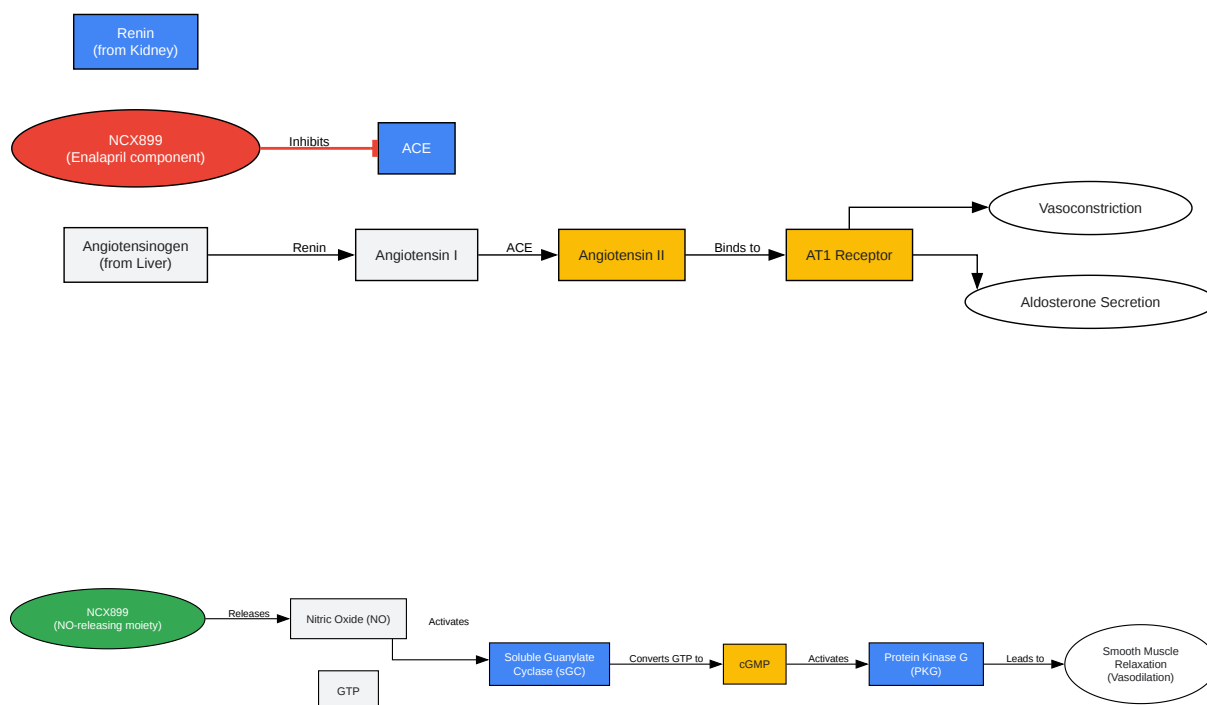 Renin
(from Kidney)
NCX899
(Enalapril component)
Inhibits
ACE
Vasoconstriction
Angiotensinogen
(from Liver)
Renin
Angiotensin I
ACE
Angiotensin II
Binds to
AT1 Receptor
Aldosterone Secretion
NCX899
(NO-releasing moiety)
Releases
Nitric Oxide (NO)
Activates
Soluble Guanylate
Cyclase (sGC)
Converts GTP to
cGMP
Activates
Protein Kinase G
(PKG)
Leads to
Smooth Muscle
Relaxation
(Vasodilation)
GTP